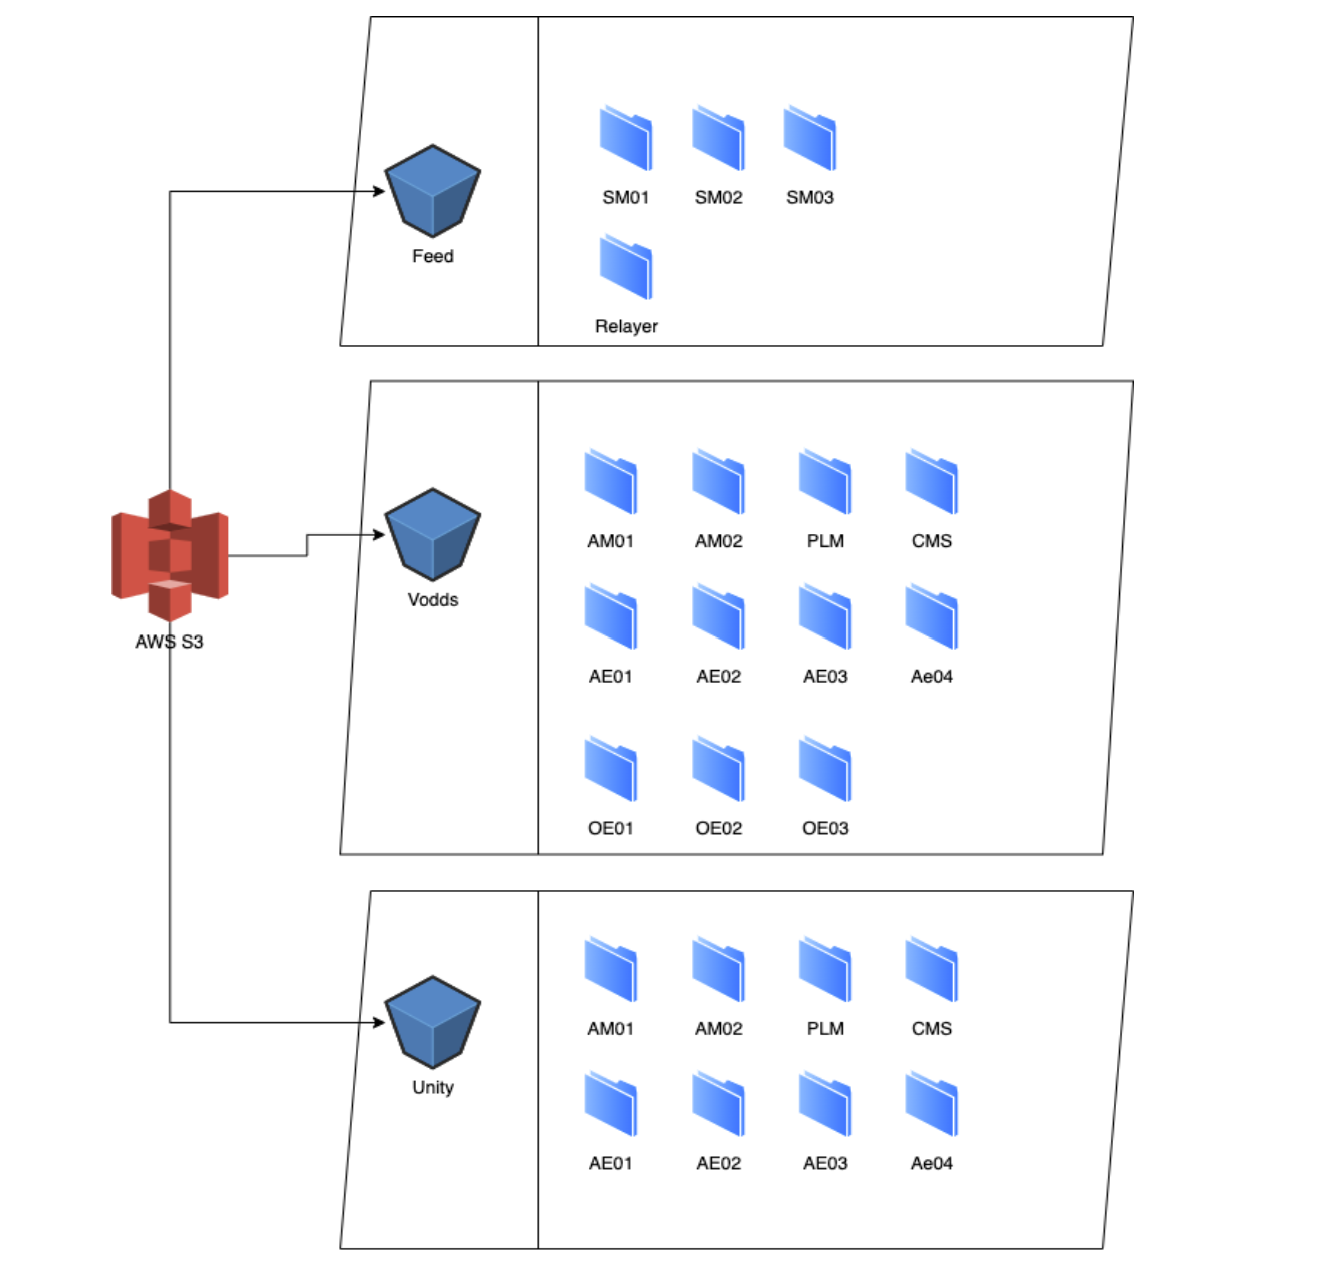 SM01 SM02 SM03
Feed
Relayer
AM01 AM02 PLM CMS
Vodds
AWS S3
AE01 AE02 AE03 Ae04
OE01 OE02 OE03
AM01 AM02 PLM CMS
Unity
AE01 AE02 AE03 Ae04